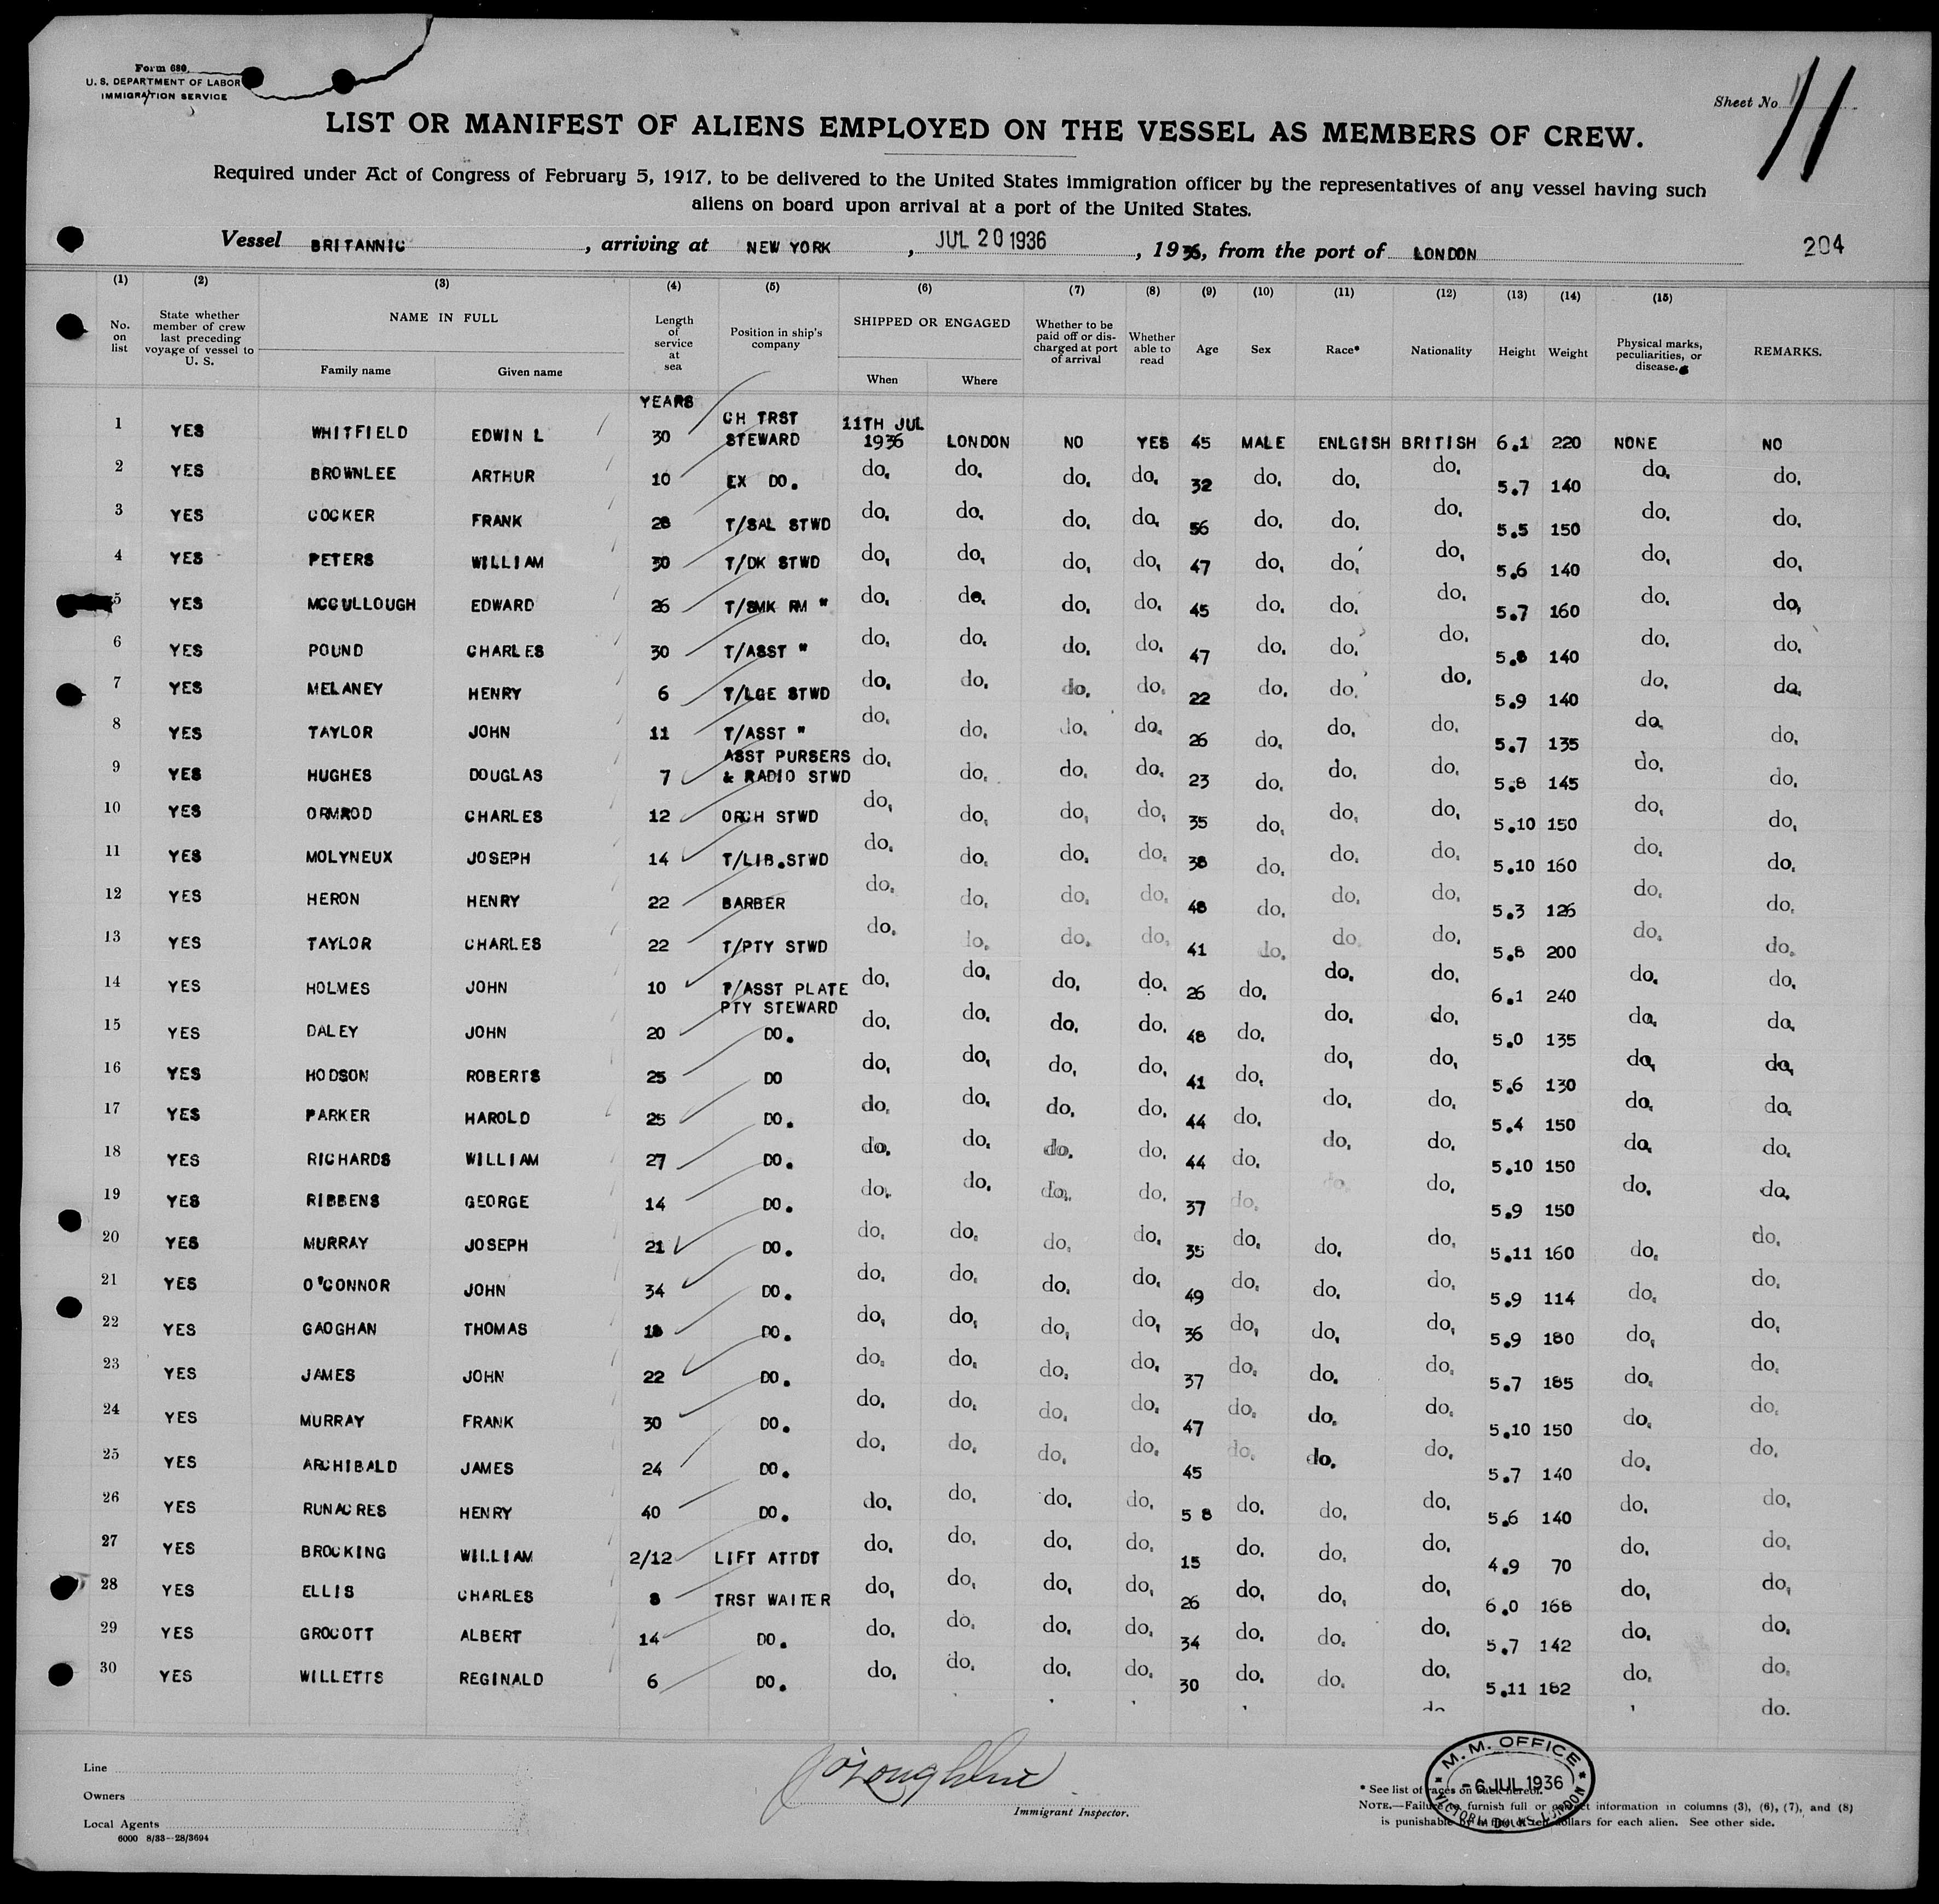 Form 680
U. S. DEPARTMENT OF LABOR
IMMIGRATION SERVICE
Sheet No. 11
LIST OR MANIFEST OF ALIENS EMPLOYED ON THE VESSEL AS MEMBERS OF CREW.
Required under Act of Congress of February 5, 1917, to be delivered to the United States immigration officer by the representatives of any vessel having such
aliens on board upon arrival at a port of the United States.
Vessel BRITANNIC, arriving at NEW YORK, JUL 20 1936, 1936, from the port of LONDON 204
(1) (2) (3) (4) (5) (6) (7) (8) (9) (10) (11) (12) (13) (14) (15)
No. on list State whether member of crew last preceding voyage of vessel to U. S. NAME IN FULL Family name Given name Length of service at sea Position in ship's company SHIPPED OR ENGAGED When Where Whether to be paid off or discharged at port of arrival Whether able to read Age Sex Race* Nationality Height Weight Physical marks, peculiarities, or disease. REMARKS.
YEARS
1 YES WHITFIELD EDWIN L 30 CH TRST STEWARD 11TH JUL 1936 LONDON NO YES 45 MALE ENLGISH BRITISH 6.1 220 NONE NO
2 YES BROWNLEE ARTHUR 10 EX DO. do. do. do. do. 32 do. do. do. 5.7 140 do. do.
3 YES COCKER FRANK 28 T/SAL STWD do. do. do. do. 56 do. do. do. 5.5 150 do. do.
4 YES PETERS WILLIAM 30 T/DK STWD do. do. do. do. 47 do. do. do. 5.6 140 do. do.
5 YES MCCULLOUGH EDWARD 26 T/SMK RM " do. do. do. do. 45 do. do. do. 5.7 160 do. do.
6 YES POUND CHARLES 30 T/ASST " do. do. do. do. 47 do. do. do. 5.8 140 do. do.
7 YES MELANEY HENRY 6 T/LGE STWD do. do. do. do. 22 do. do. do. 5.9 140 do. do.
8 YES TAYLOR JOHN 11 T/ASST " do. do. do. do. 26 do. do. do. 5.7 135 do. do.
9 YES HUGHES DOUGLAS 7 ASST PURSERS & RADIO STWD do. do. do. do. 23 do. do. do. 5.8 145 do. do.
10 YES ORMROD CHARLES 12 ORCH STWD do. do. do. do. 35 do. do. do. 5.10 150 do. do.
11 YES MOLYNEUX JOSEPH 14 T/LIB.STWD do. do. do. do. 38 do. do. do. 5.10 160 do. do.
12 YES HERON HENRY 22 BARBER do. do. do. do. 48 do. do. do. 5.3 126 do. do.
13 YES TAYLOR CHARLES 22 T/PTY STWD do. do. do. do. 41 do. do. do. 5.8 200 do. do.
14 YES HOLMES JOHN 10 T/ASST PLATE PTY STEWARD do. do. do. do. 26 do. do. do. 6.1 240 do. do.
15 YES DALEY JOHN 20 DO. do. do. do. do. 48 do. do. do. 5.0 135 do. do.
16 YES HODSON ROBERTS 25 DO do. do. do. do. 41 do. do. do. 5.6 130 do. do.
17 YES PARKER HAROLD 25 DO. do. do. do. do. 44 do. do. do. 5.4 150 do. do.
18 YES RICHARDS WILLIAM 27 DO. do. do. do. do. 44 do. do. do. 5.10 150 do. do.
19 YES RIBBENS GEORGE 14 DO. do. do. do. do. 37 do. do. do. 5.9 150 do. do.
20 YES MURRAY JOSEPH 21 DO. do. do. do. do. 35 do. do. do. 5.11 160 do. do.
21 YES O'CONNOR JOHN 34 DO. do. do. do. do. 49 do. do. do. 5.9 114 do. do.
22 YES GAOGHAN THOMAS 18 DO. do. do. do. do. 36 do. do. do. 5.9 180 do. do.
23 YES JAMES JOHN 22 DO. do. do. do. do. 37 do. do. do. 5.7 185 do. do.
24 YES MURRAY FRANK 30 DO. do. do. do. do. 47 do. do. do. 5.10 150 do. do.
25 YES ARCHIBALD JAMES 24 DO. do. do. do. do. 45 do. do. do. 5.7 140 do. do.
26 YES RUNACRES HENRY 40 DO. do. do. do. do. 58 do. do. do. 5.6 140 do. do.
27 YES BROCKING WILLIAM 2/12 LIFT ATTDT do. do. do. do. 15 do. do. do. 4.9 70 do. do.
28 YES ELLIS CHARLES 8 TRST WAITER do. do. do. do. 26 do. do. do. 6.0 168 do. do.
29 YES GROCOTT ALBERT 14 DO. do. do. do. do. 34 do. do. do. 5.7 142 do. do.
30 YES WILLETTS REGINALD 6 DO. do. do. do. do. 30 do. do. do. 5.11 182 do. do.
do.
Line
Owners
Local Agents
6000 8/33--28/3694
Immigrant Inspector.
M. M. OFFICE
-6 JUL 1936
VICTORIA DOCKS LONDON
* See list of races on back hereof.
NOTE.—Failure to furnish full or correct information in columns (3), (6), (7), and (8)
is punishable by a fine of ten dollars for each alien. See other side.